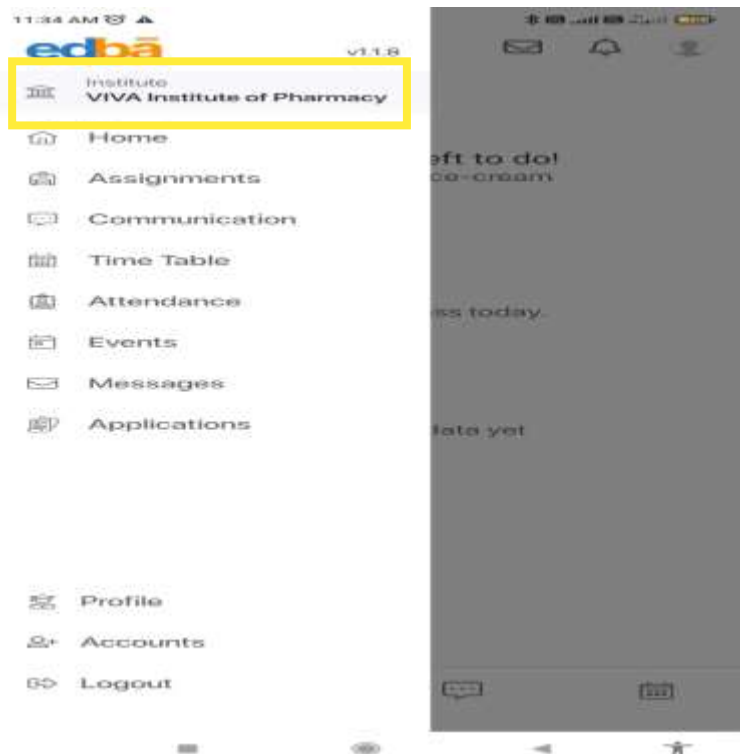 11:34 AM
edbā
v1.1.8
Institute
VIVA Institute of Pharmacy
Home
Assignments
Communication
Time Table
Attendance
Events
Messages
Applications
Profile
Accounts
Logout
eft to do!
ce-cream
ss today.
data yet